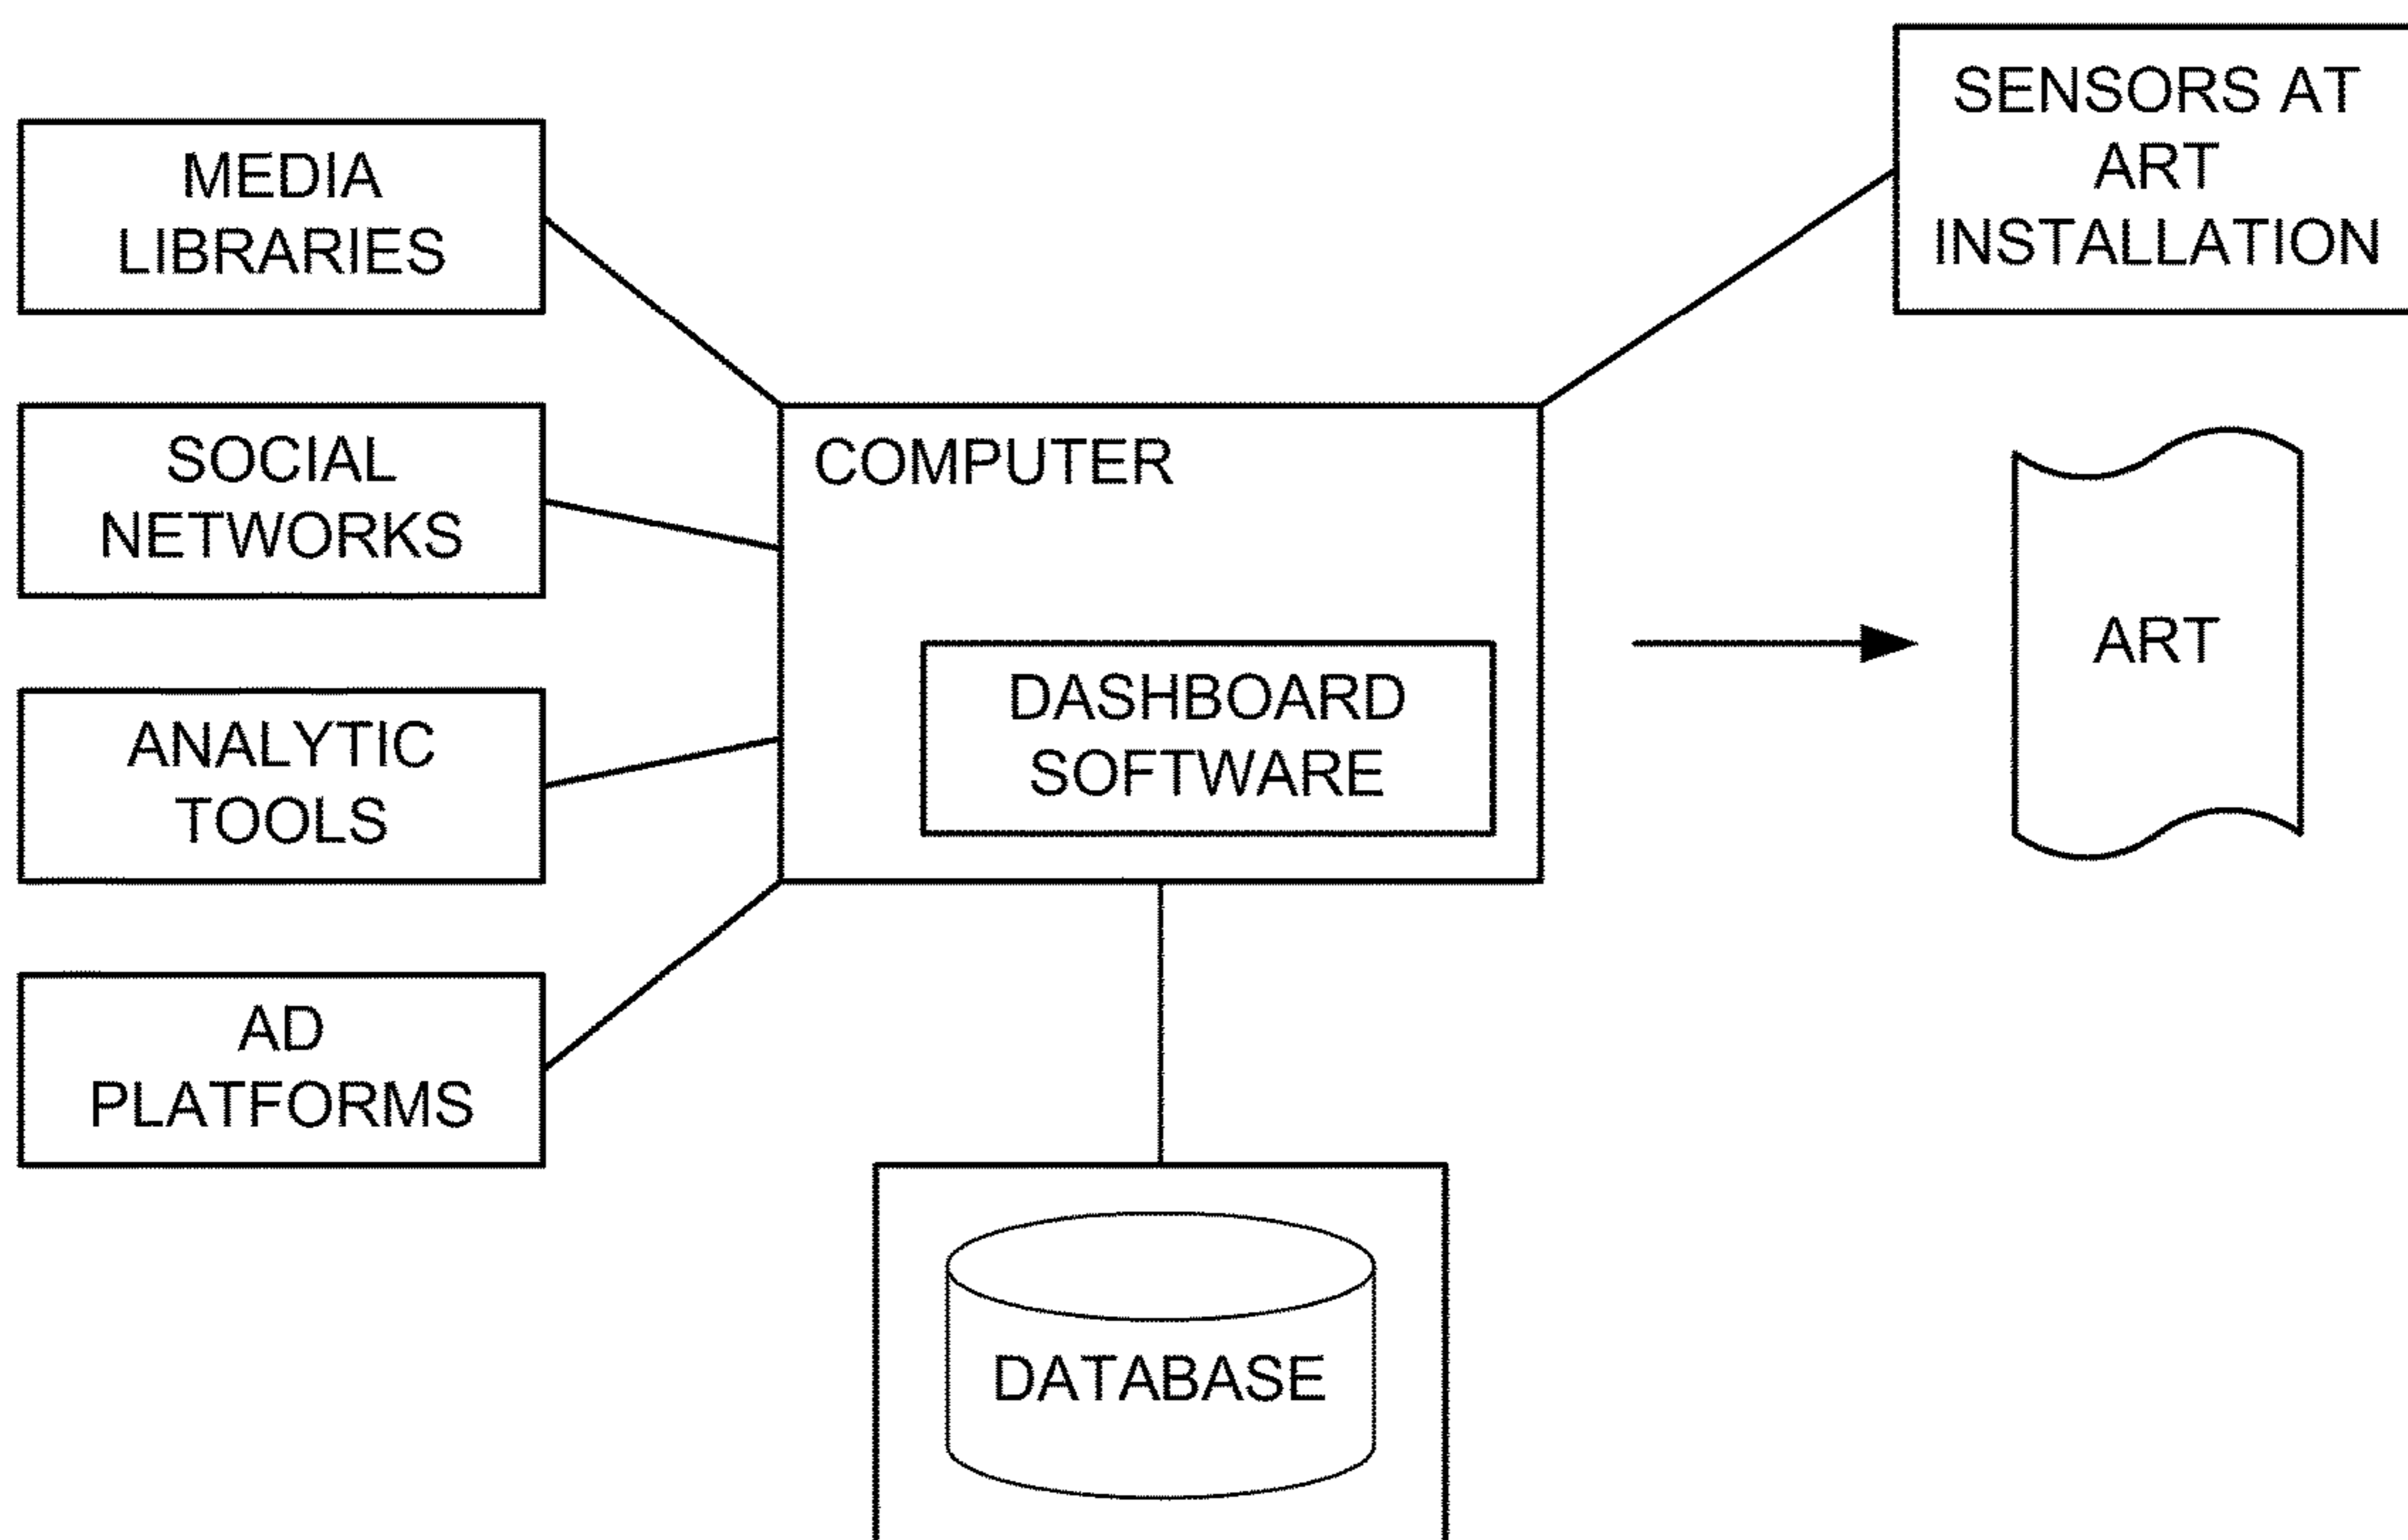 MEDIA
LIBRARIES
SOCIAL
NETWORKS
ANALYTIC
TOOLS
AD
PLATFORMS
COMPUTER
DASHBOARD
SOFTWARE
DATABASE
SENSORS AT
ART
INSTALLATION
ART